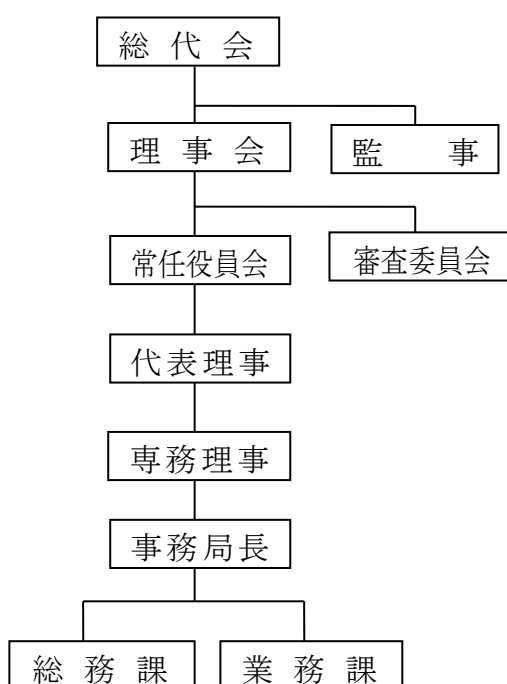 総代会
理事会
監事
常任役員会
審査委員会
代表理事
専務理事
事務局長
総務課
業務課